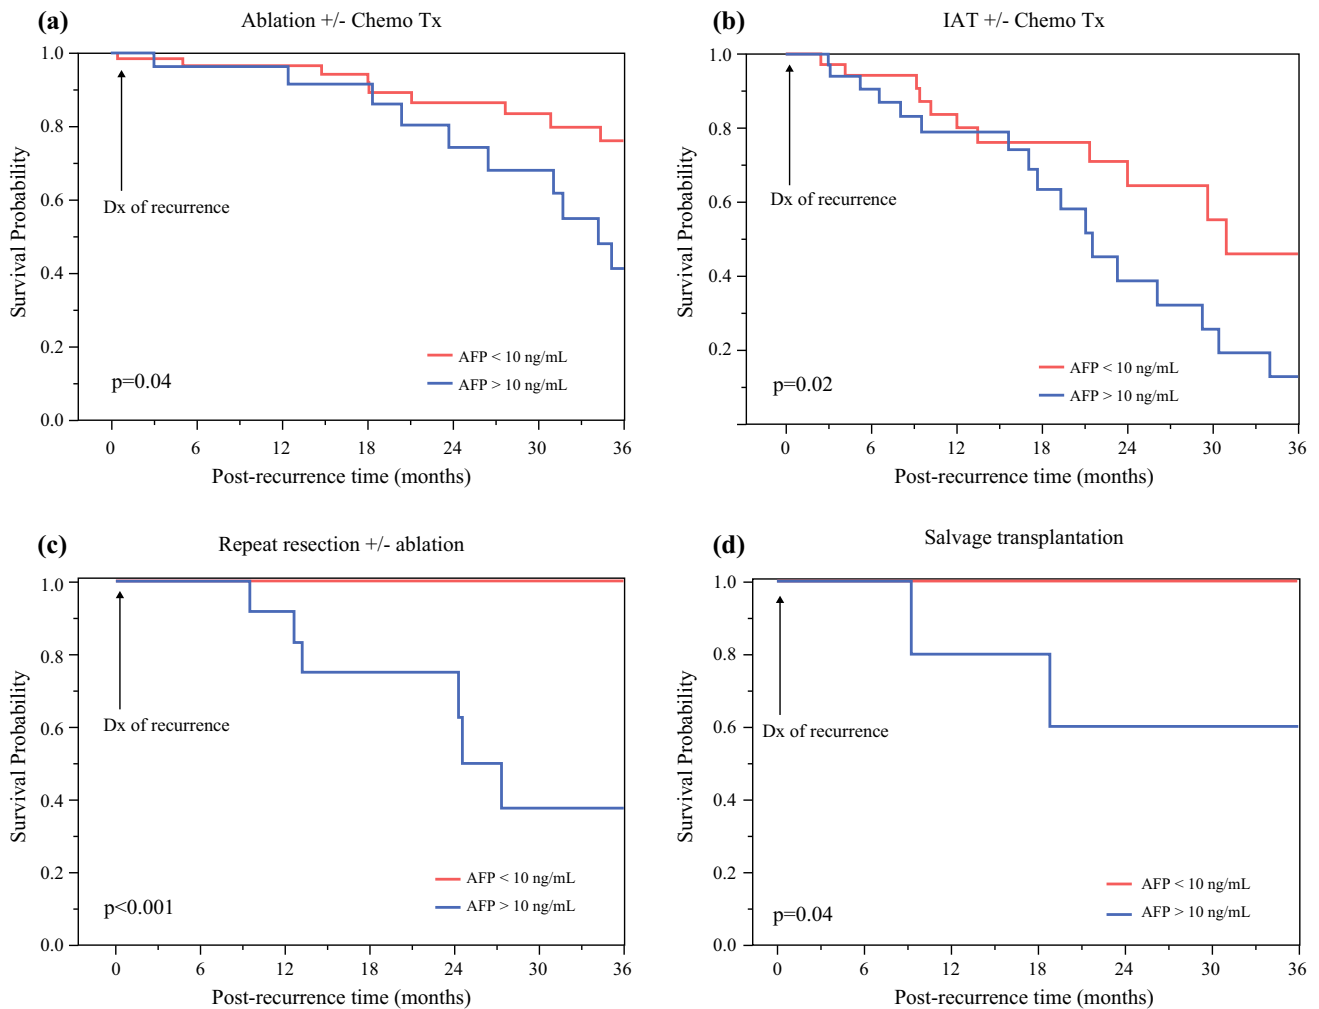 (a)
Ablation +/- Chemo Tx
1.0
0.8
0.6
0.4
0.2
0.0
Survival Probability
Dx of recurrence
AFP < 10 ng/mL
AFP > 10 ng/mL
p=0.04
0 6 12 18 24 30 36
Post-recurrence time (months)
(b)
IAT +/- Chemo Tx
1.0
0.8
0.6
0.4
0.2
Survival Probability
Dx of recurrence
AFP < 10 ng/mL
AFP > 10 ng/mL
p=0.02
0 6 12 18 24 30 36
Post-recurrence time (months)
(c)
Repeat resection +/- ablation
1.0
0.8
0.6
0.4
0.2
0.0
Survival Probability
Dx of recurrence
AFP < 10 ng/mL
AFP > 10 ng/mL
p<0.001
0 6 12 18 24 30 36
Post-recurrence time (months)
(d)
Salvage transplantation
1.0
0.8
0.6
0.4
0.2
0.0
Survival Probability
Dx of recurrence
AFP < 10 ng/mL
AFP > 10 ng/mL
p=0.04
0 6 12 18 24 30 36
Post-recurrence time (months)